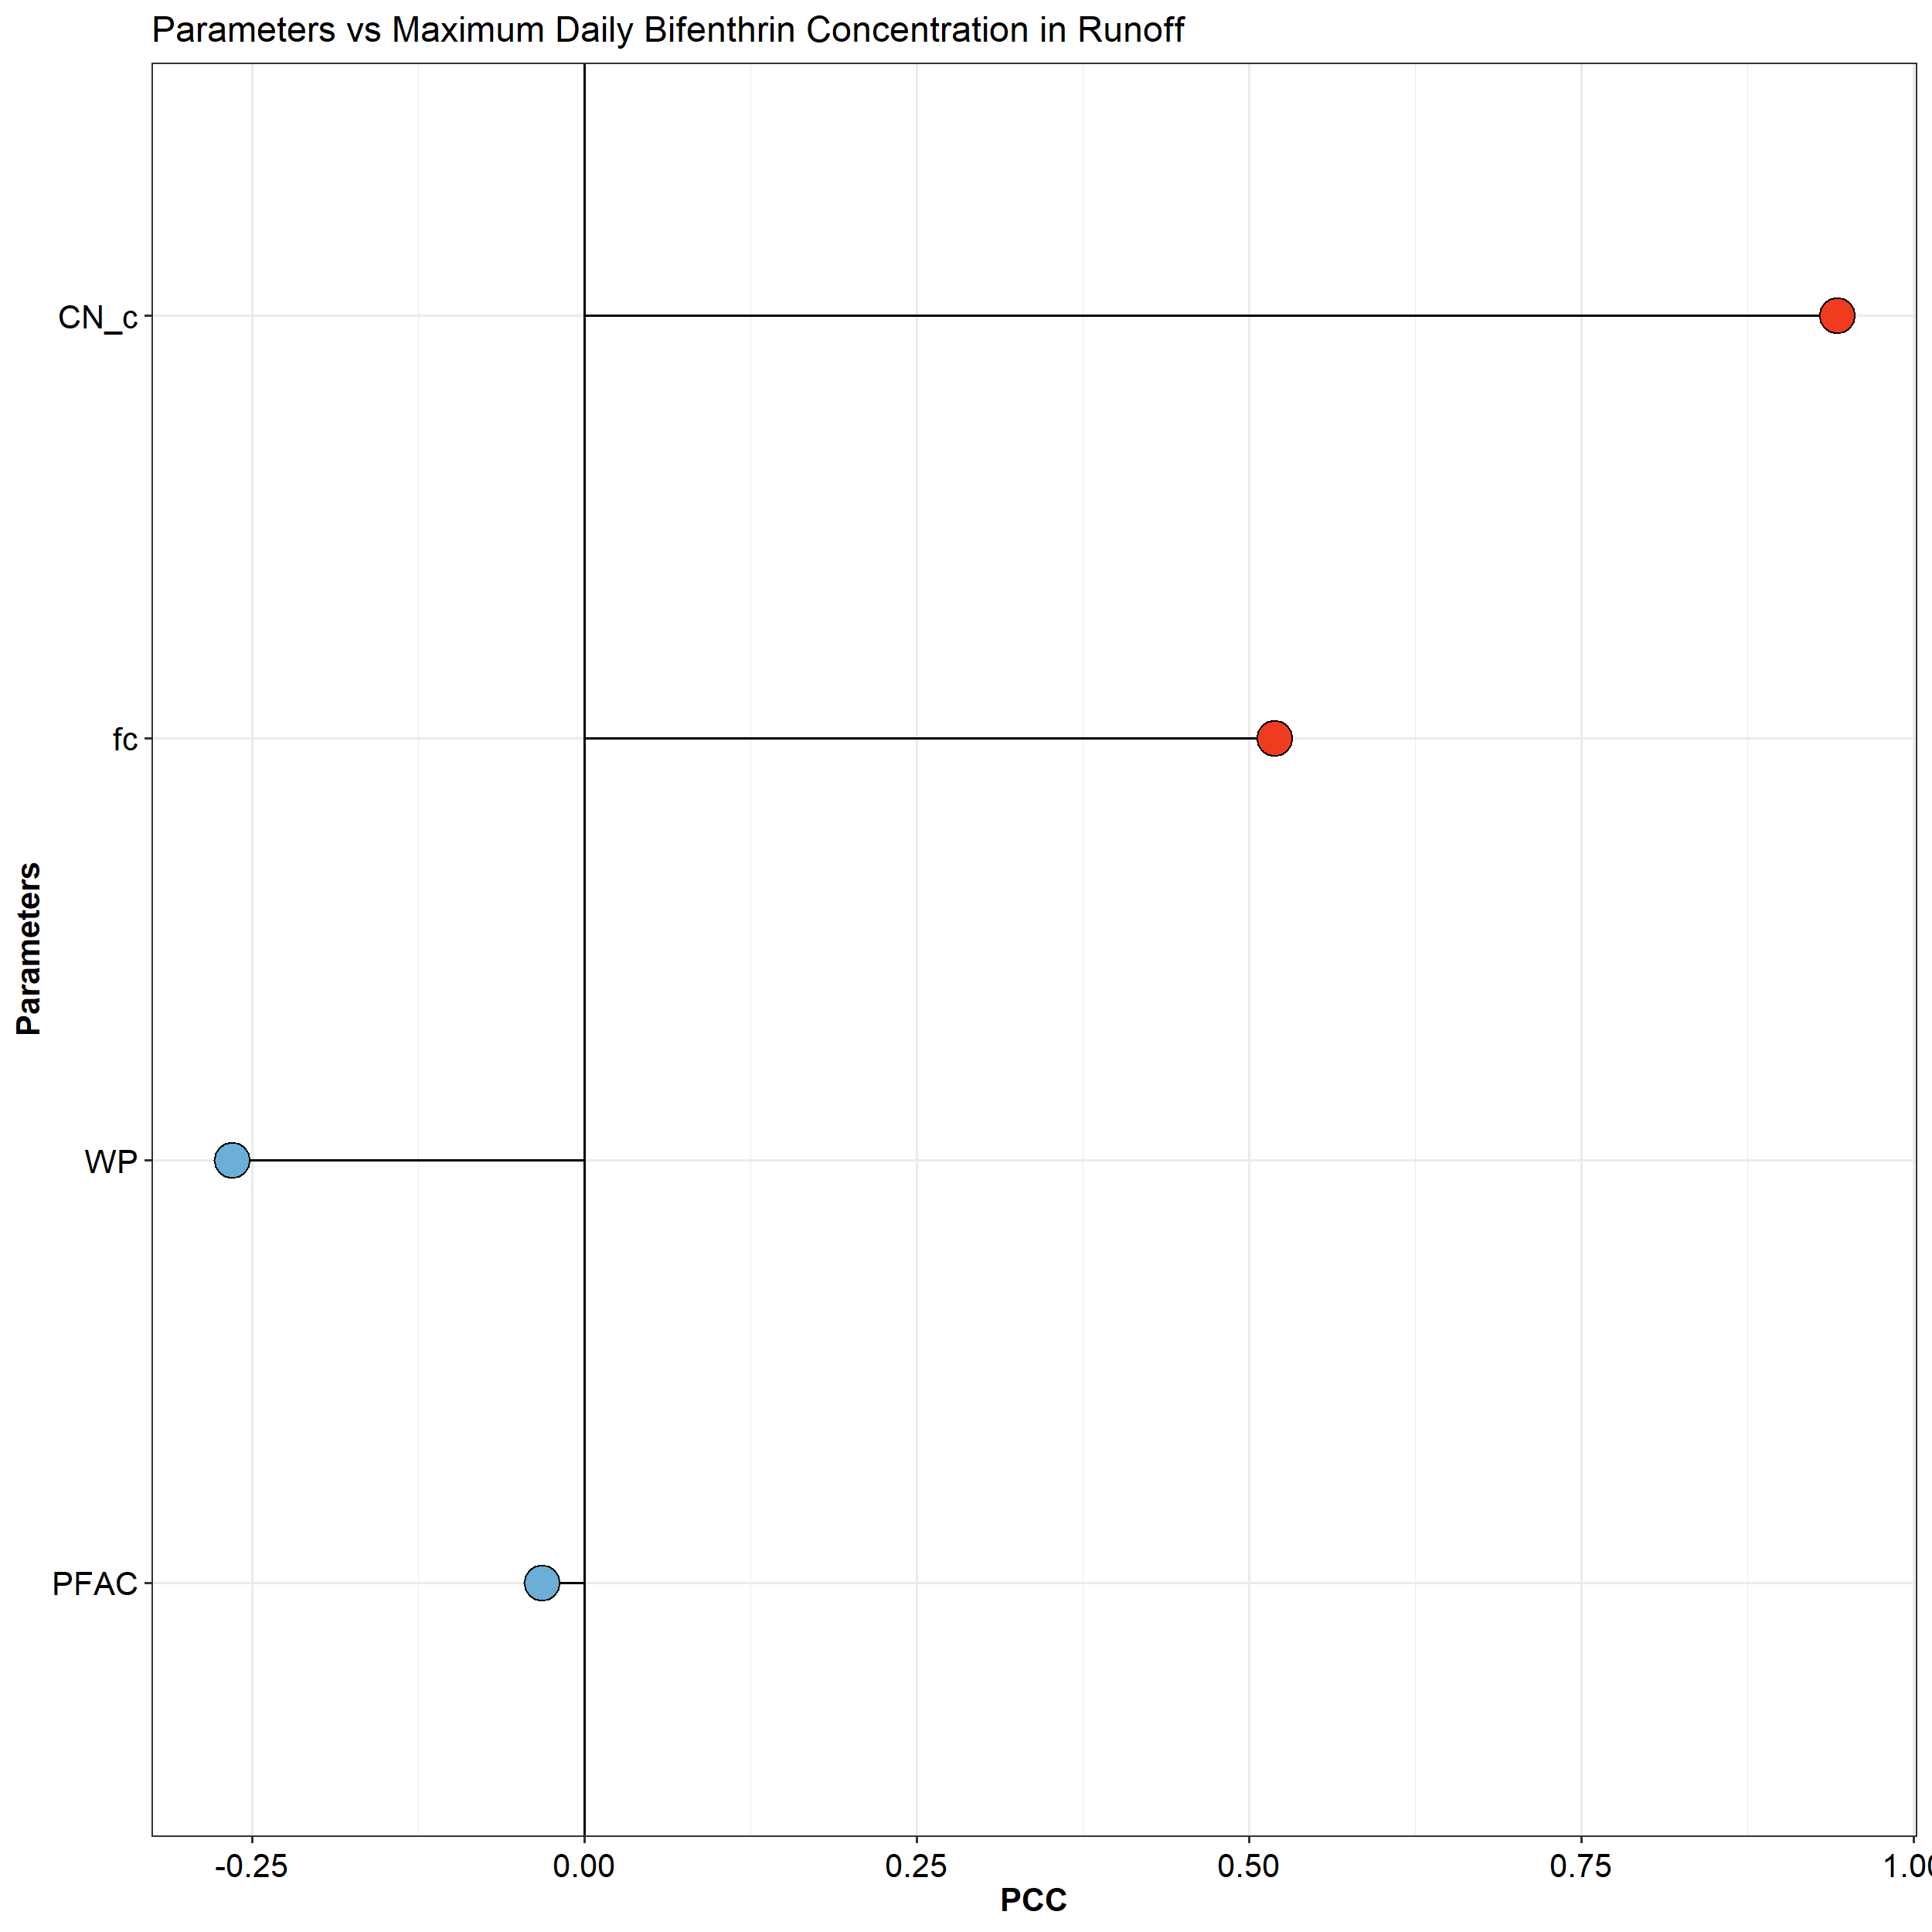 Parameters vs Maximum Daily Bifenthrin Concentration in Runoff
CN_c
fc
WP
PFAC
Parameters
-0.25 0.00 0.25 0.50 0.75 1.00
PCC